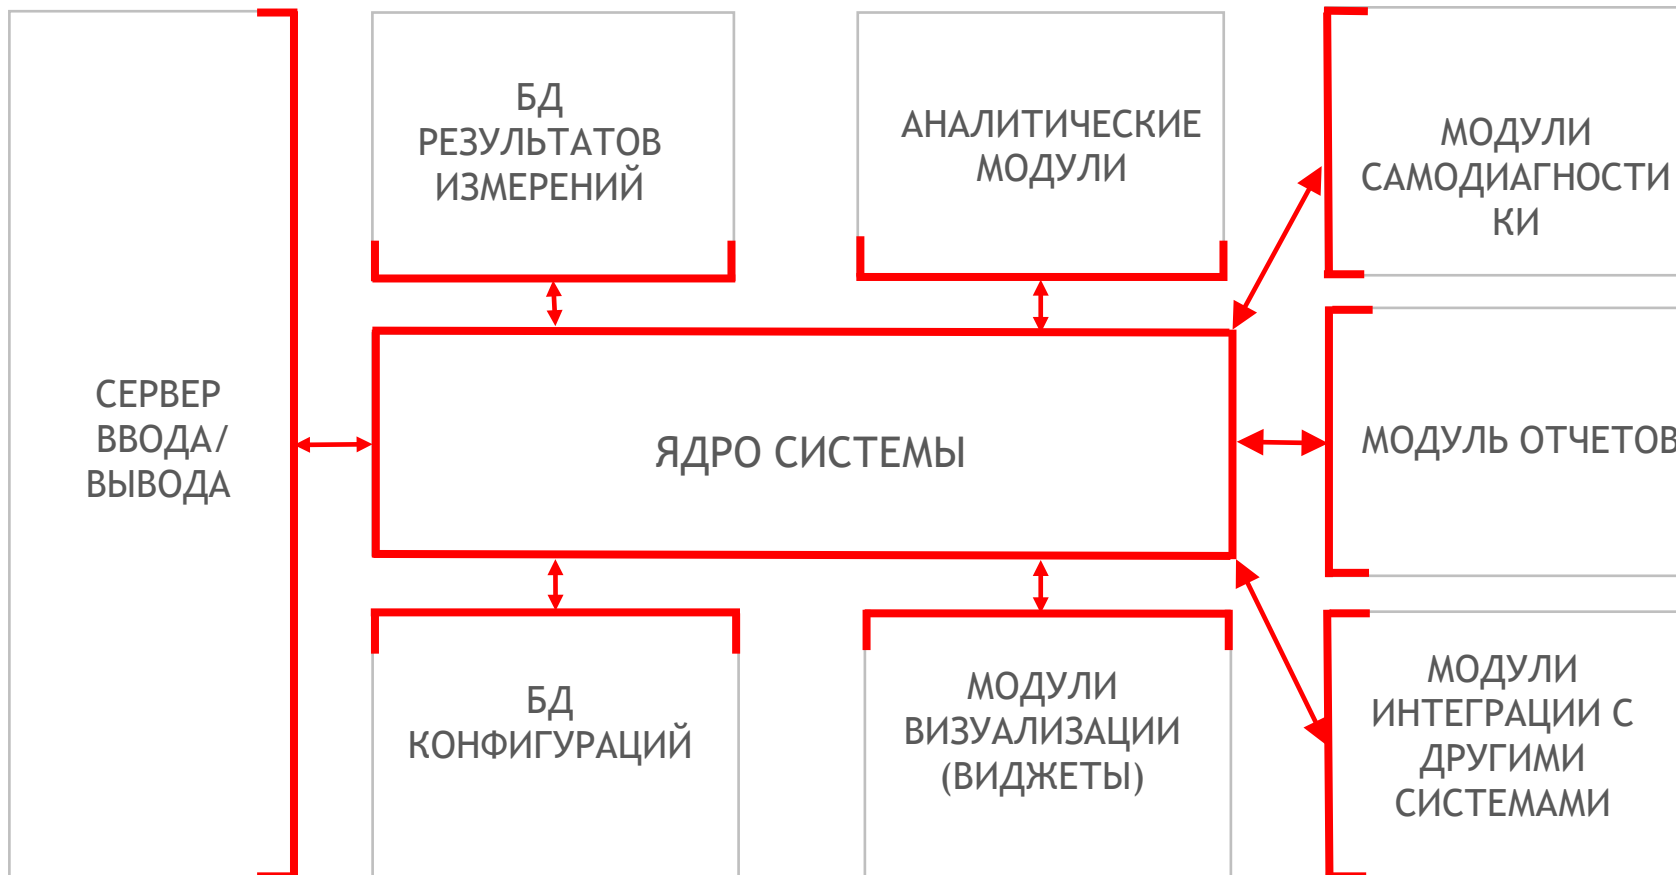 СЕРВЕР
ВВОДА/
ВЫВОДА
БД
РЕЗУЛЬТАТОВ
ИЗМЕРЕНИЙ
АНАЛИТИЧЕСКИЕ
МОДУЛИ
МОДУЛИ
САМОДИАГНОСТИ
КИ
ЯДРО СИСТЕМЫ
МОДУЛЬ ОТЧЕТОВ
БД
КОНФИГУРАЦИЙ
МОДУЛИ
ВИЗУАЛИЗАЦИИ
(ВИДЖЕТЫ)
МОДУЛИ
ИНТЕГРАЦИИ С
ДРУГИМИ
СИСТЕМАМИ